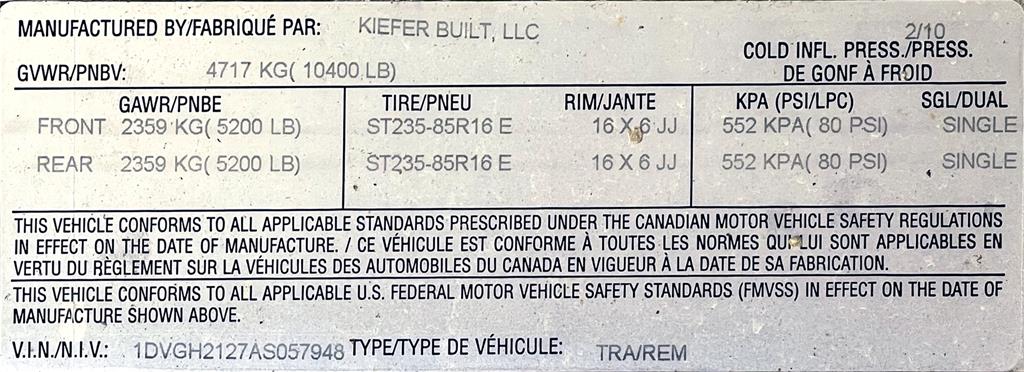 MANUFACTURED BY/FABRIQUÉ PAR: KIEFER BUILT, LLC 2/10
COLD INFL. PRESS./PRESS.
GVWR/PNBV: 4717 KG( 10400 LB) DE GONF À FROID
GAWR/PNBE TIRE/PNEU RIM/JANTE KPA (PSI/LPC) SGL/DUAL
FRONT 2359 KG( 5200 LB) ST235-85R16 E 16 X 6 JJ 552 KPA( 80 PSI) SINGLE
REAR 2359 KG( 5200 LB) ST235-85R16 E 16 X 6 JJ 552 KPA( 80 PSI) SINGLE
THIS VEHICLE CONFORMS TO ALL APPLICABLE STANDARDS PRESCRIBED UNDER THE CANADIAN MOTOR VEHICLE SAFETY REGULATIONS
IN EFFECT ON THE DATE OF MANUFACTURE. / CE VÉHICULE EST CONFORME À TOUTES LES NORMES QUI LUI SONT APPLICABLES EN
VERTU DU RÈGLEMENT SUR LA VÉHICULES DES AUTOMOBILES DU CANADA EN VIGUEUR À LA DATE DE SA FABRICATION.
THIS VEHICLE CONFORMS TO ALL APPLICABLE U.S. FEDERAL MOTOR VEHICLE SAFETY STANDARDS (FMVSS) IN EFFECT ON THE DATE OF
MANUFACTURE SHOWN ABOVE.
V.I.N./N.I.V.: 1DVGH2127AS057948 TYPE/TYPE DE VÉHICULE: TRA/REM